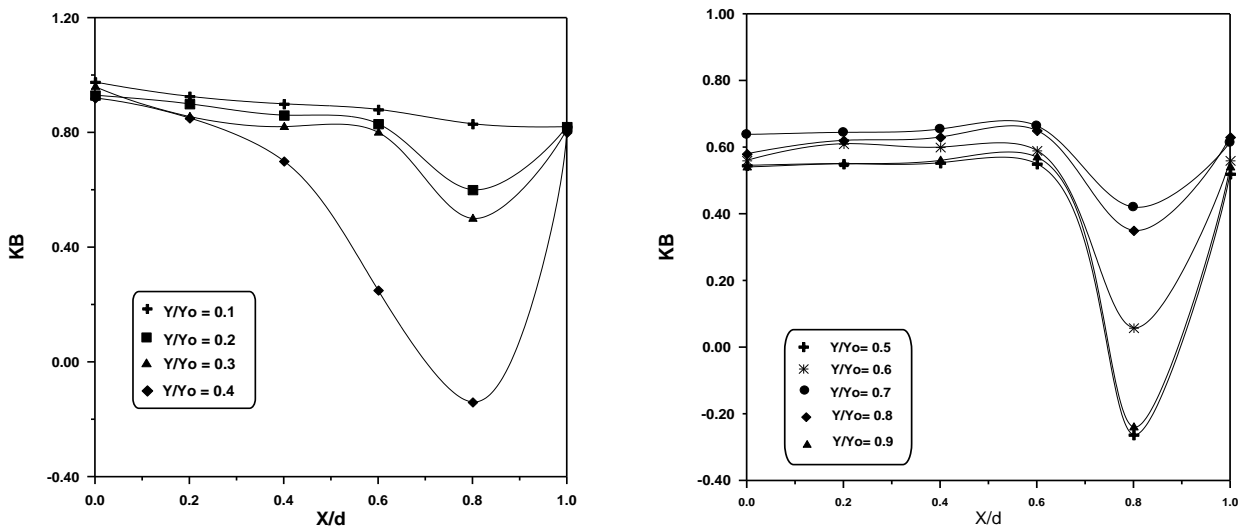 1.20
0.80
0.40
0.00
-0.40
KB
0.0 0.2 0.4 0.6 0.8 1.0
X/d
Y/Yo = 0.1
Y/Yo = 0.2
Y/Yo = 0.3
Y/Yo = 0.4
1.00
0.80
0.60
0.40
0.20
0.00
-0.20
-0.40
KB
0.0 0.2 0.4 0.6 0.8 1.0
X/d
Y/Yo= 0.5
Y/Yo= 0.6
Y/Yo= 0.7
Y/Yo= 0.8
Y/Yo= 0.9